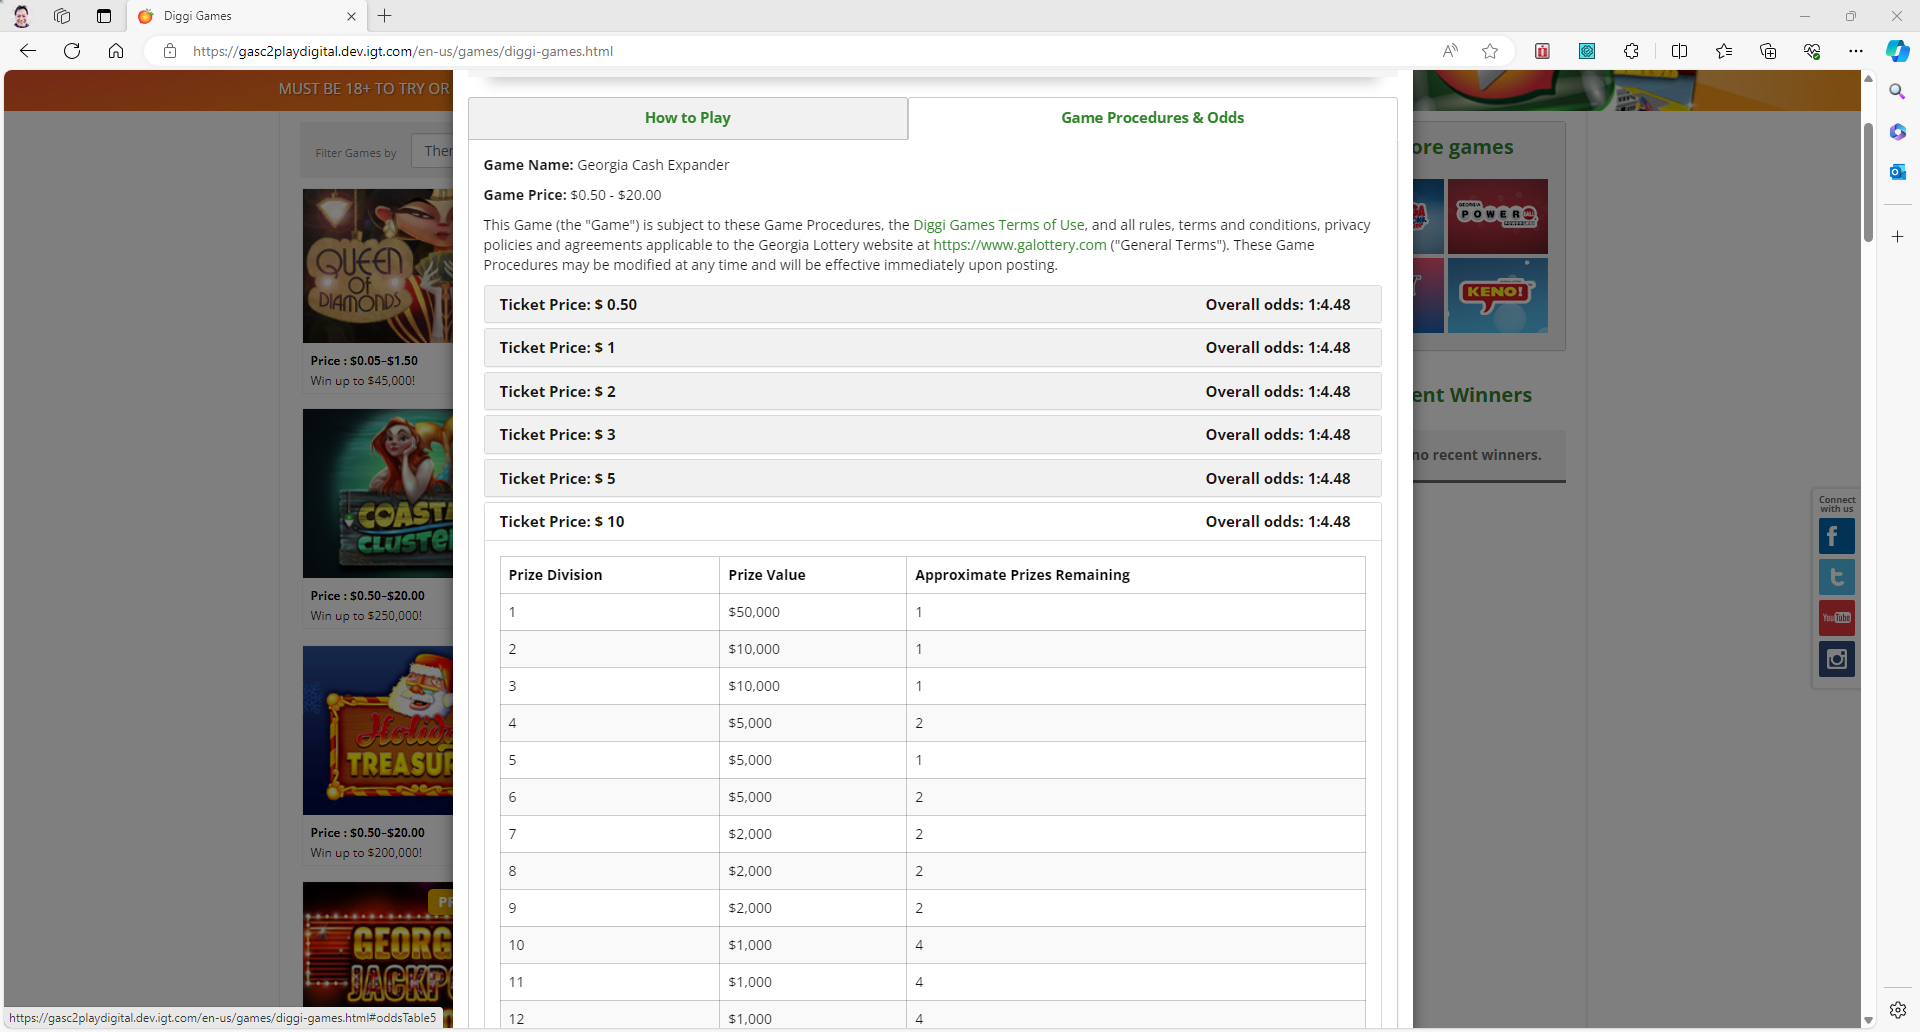 Diggi Games
https://gasc2playdigital.dev.igt.com/en-us/games/diggi-games.html
MUST BE 18+ TO TRY OR
Filter Games by
QUEEN
OF
DIAMONDS
Price : $0.05–$1.50
Win up to $45,000!
Price : $0.50–$20.00
Win up to $250,000!
Price : $0.50–$20.00
Win up to $200,000!
How to Play
Game Procedures & Odds
Game Name: Georgia Cash Expander
Game Price: $0.50 - $20.00
This Game (the "Game") is subject to these Game Procedures, the Diggi Games Terms of Use, and all rules, terms and conditions, privacy
policies and agreements applicable to the Georgia Lottery website at https://www.galottery.com ("General Terms"). These Game
Procedures may be modified at any time and will be effective immediately upon posting.
Ticket Price: $ 0.50 Overall odds: 1:4.48
Ticket Price: $ 1 Overall odds: 1:4.48
Ticket Price: $ 2 Overall odds: 1:4.48
Ticket Price: $ 3 Overall odds: 1:4.48
Ticket Price: $ 5 Overall odds: 1:4.48
Ticket Price: $ 10 Overall odds: 1:4.48
Prize Division Prize Value Approximate Prizes Remaining
1 $50,000 1
2 $10,000 1
3 $10,000 1
4 $5,000 2
5 $5,000 1
6 $5,000 2
7 $2,000 2
8 $2,000 2
9 $2,000 2
10 $1,000 4
11 $1,000 4
12 $1,000 4
ore games
GEORGIA
POWERBALL
KENO!
ent Winners
no recent winners.
Connect
with us
YouTube
https://gasc2playdigital.dev.igt.com/en-us/games/diggi-games.html#oddsTable5